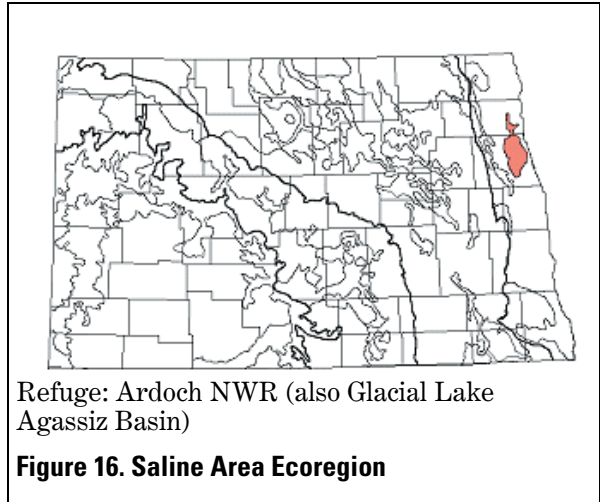 Refuge: Ardoch NWR (also Glacial Lake
Agassiz Basin)
Figure 16. Saline Area Ecoregion